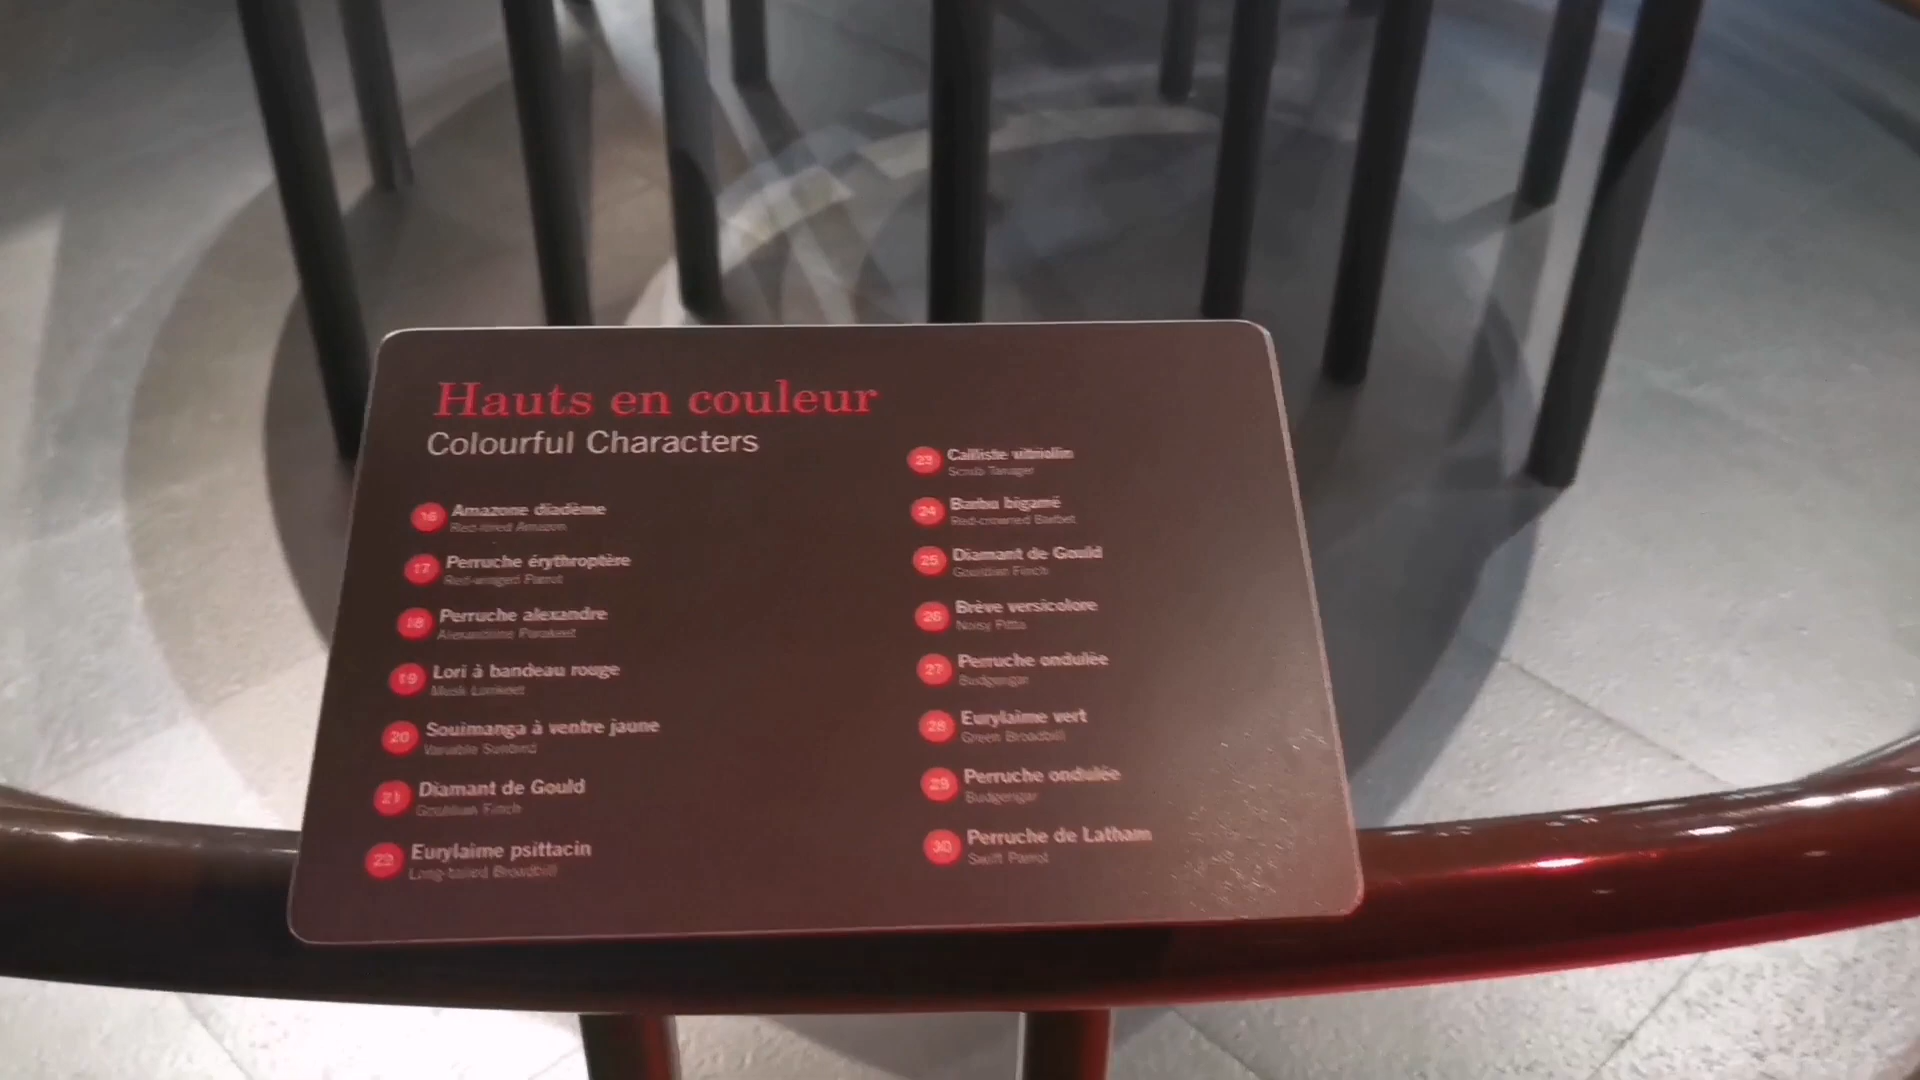 Hauts en couleur
Colourful Characters
16 Amazone diadème
Red-lored Amazon
17 Perruche érythroptère
Red-winged Parrot
18 Perruche alexandre
Alexandrine Parakeet
19 Lori à bandeau rouge
Musk Lorikeet
20 Souimanga à ventre jaune
Variable Sunbird
21 Diamant de Gould
Gouldian Finch
22 Eurylaime psittacin
Long-tailed Broadbill
23 Calliste vitriolin
Scrub Tanager
24 Barbu bigamé
Red-crowned Barbet
25 Diamant de Gould
Gouldian Finch
26 Brève versicolore
Noisy Pitta
27 Perruche ondulée
Budgerigar
28 Eurylaime vert
Green Broadbill
29 Perruche ondulée
Budgerigar
30 Perruche de Latham
Swift Parrot